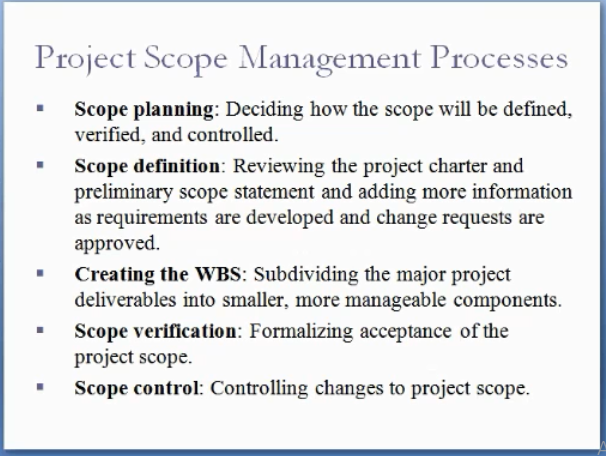 Project Scope Management Processes
▪ Scope planning: Deciding how the scope will be defined,
verified, and controlled.
▪ Scope definition: Reviewing the project charter and
preliminary scope statement and adding more information
as requirements are developed and change requests are
approved.
▪ Creating the WBS: Subdividing the major project
deliverables into smaller, more manageable components.
▪ Scope verification: Formalizing acceptance of the
project scope.
▪ Scope control: Controlling changes to project scope.